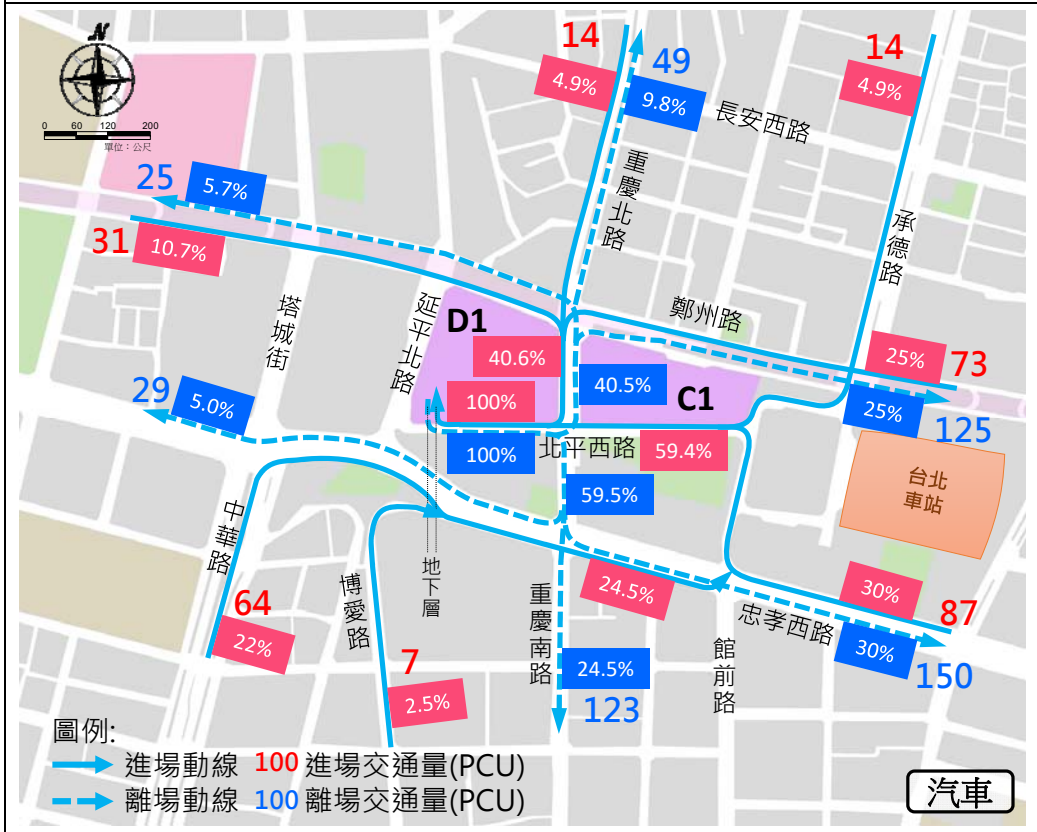 N
0 60 120 200
單位：公尺
14
4.9%
49
9.8%
長安西路
14
4.9%
重慶北路
承德路
25
5.7%
31
10.7%
塔城街
延平北路
鄭州路
D1
40.6%
100%
40.5%
C1
25%
73
25%
125
29
5.0%
100%
北平西路
59.4%
台北
車站
59.5%
中華路
博愛路
地下層
重慶南路
24.5%
館前路
忠孝西路
30%
87
30%
150
64
22%
7
2.5%
24.5%
123
圖例:
進場動線 100 進場交通量(PCU)
離場動線 100 離場交通量(PCU)
汽車